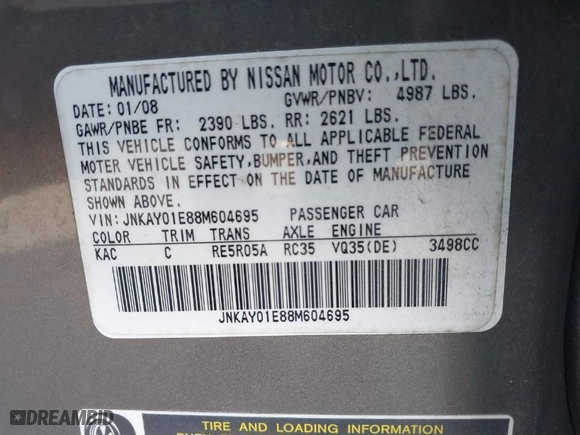 MANUFACTURED BY NISSAN MOTOR CO.,LTD.
DATE: 01/08 GVWR/PNBV: 4987 LBS.
GAWR/PNBE FR: 2390 LBS. RR: 2621 LBS.
THIS VEHICLE CONFORMS TO ALL APPLICABLE FEDERAL
MOTOR VEHICLE SAFETY,BUMPER,AND THEFT PREVENTION
STANDARDS IN EFFECT ON THE DATE OF MANUFACTURE
SHOWN ABOVE.
VIN: JNKAY01E88M604695 PASSENGER CAR
COLOR TRIM TRANS AXLE ENGINE
KAC C RE5R05A RC35 VQ35(DE) 3498CC
JNKAY01E88M604695
TIRE AND LOADING INFORMATION
DREAMBID